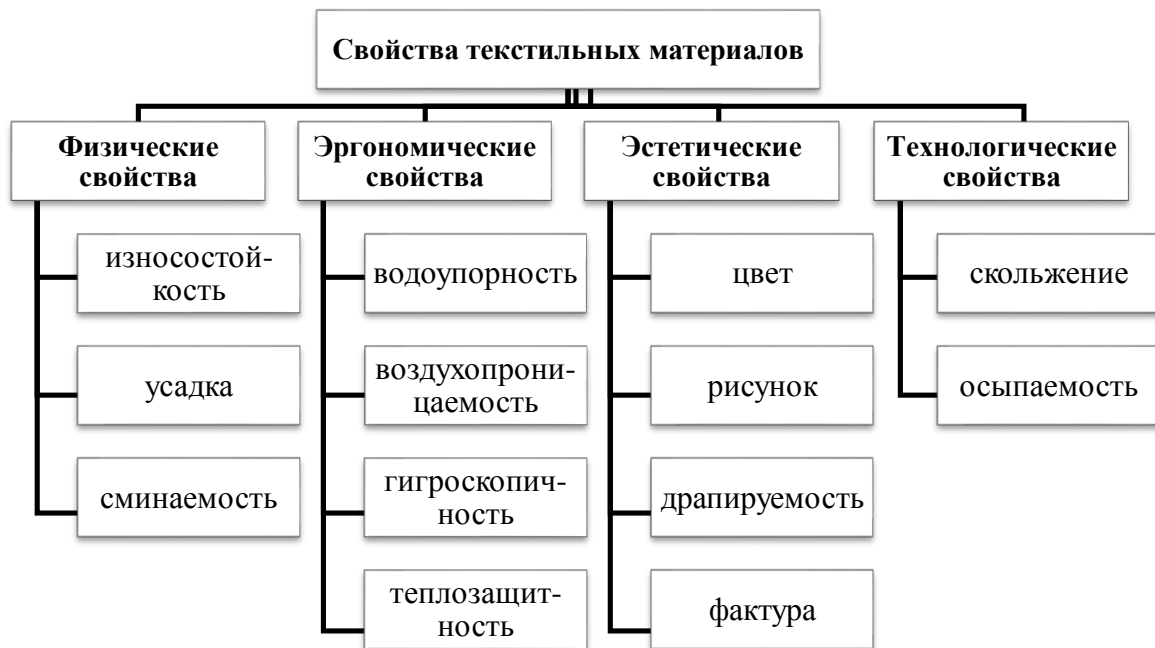 Свойства текстильных материалов
Физические
свойства
износостой-
кость
усадка
сминаемость
Эргономические
свойства
водоупорность
воздухопрони-
цаемость
гигроскопич-
ность
теплозащит-
ность
Эстетические
свойства
цвет
рисунок
драпируемость
фактура
Технологические
свойства
скольжение
осыпаемость